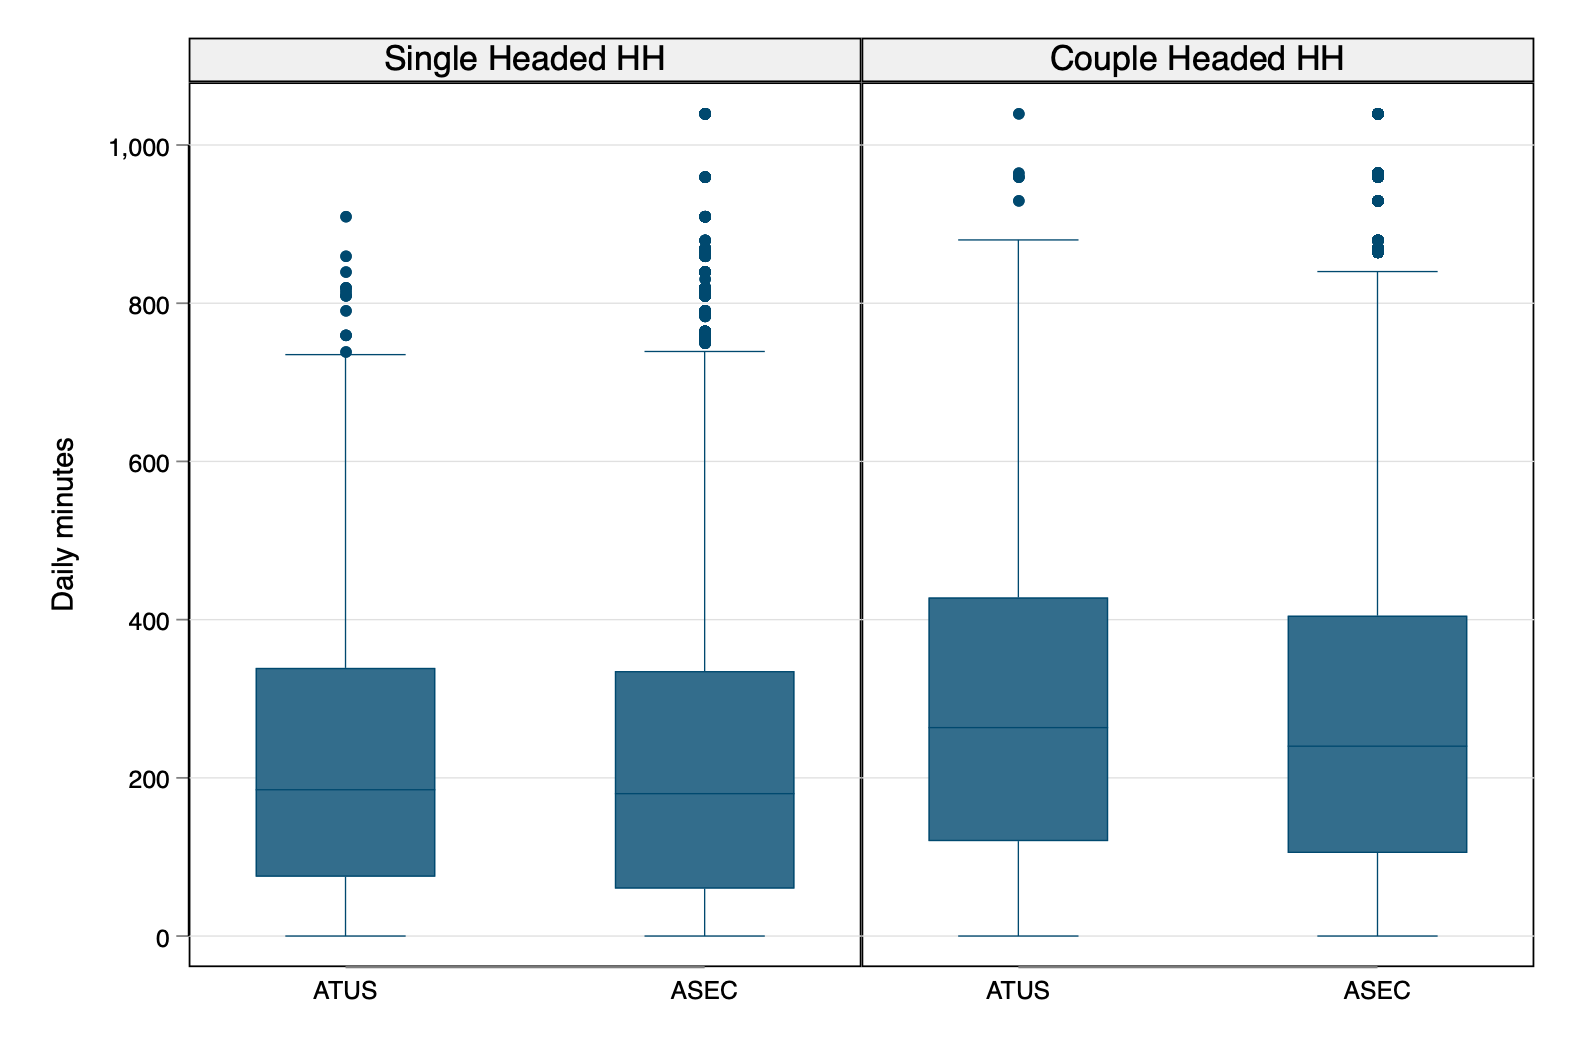 Single Headed HH
Couple Headed HH
Daily minutes
1,000
800
600
400
200
0
ATUS
ASEC
ATUS
ASEC